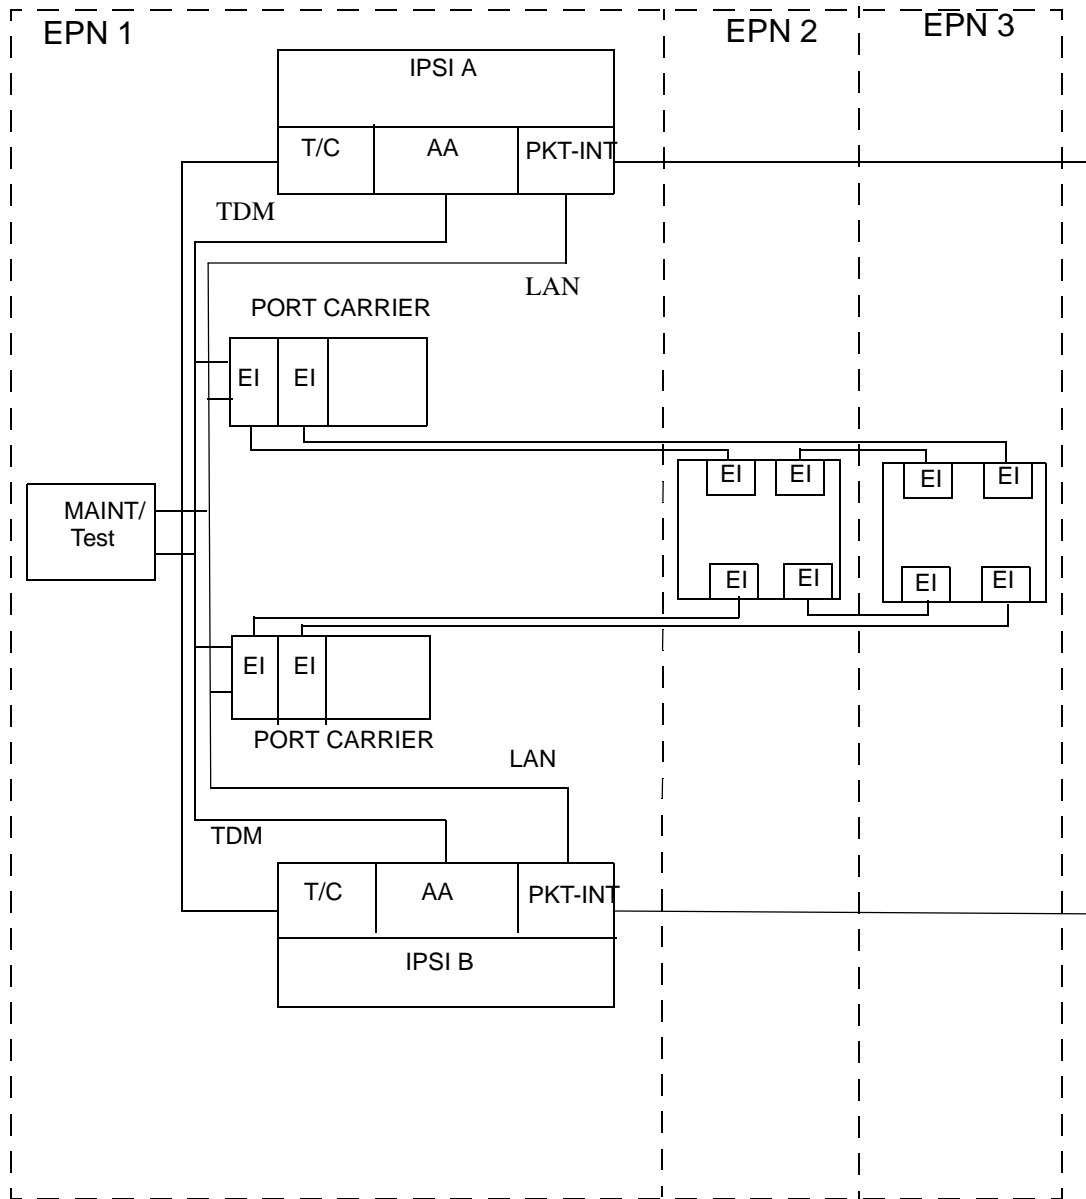 EPN 1
EPN 2
EPN 3
IPSI A
T/C
AA
PKT-INT
TDM
LAN
PORT CARRIER
EI
EI
EI
EI
EI
EI
MAINT/
Test
EI
EI
EI
EI
EI
EI
PORT CARRIER
LAN
TDM
T/C
AA
PKT-INT
IPSI B